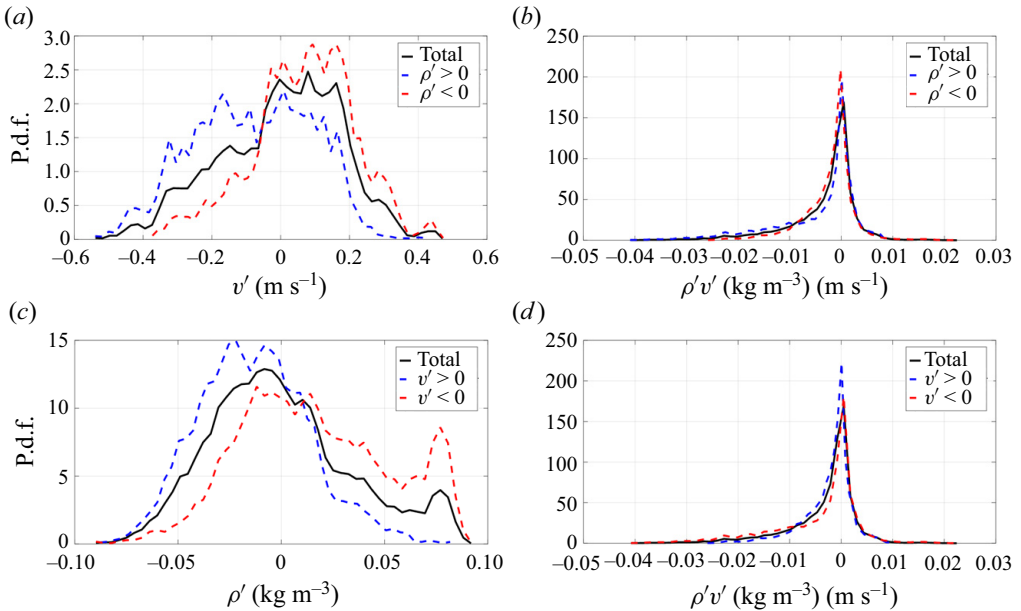 (a)
3.0
2.5
2.0
1.5
1.0
0.5
0
P.d.f.
−0.6 −0.4 −0.2 0 0.2 0.4 0.6
v′ (m s−1)
Total
ρ′ > 0
ρ′ < 0
(b)
250
200
150
100
50
0
−0.05 −0.04 −0.03 −0.02 −0.01 0 0.01 0.02 0.03
ρ′v′ (kg m−3) (m s−1)
Total
ρ′ > 0
ρ′ < 0
(c)
15
10
5
0
P.d.f.
−0.10 −0.05 0 0.05 0.10
ρ′ (kg m−3)
Total
v′ > 0
v′ < 0
(d)
250
200
150
100
50
0
−0.05 −0.04 −0.03 −0.02 −0.01 0 0.01 0.02 0.03
ρ′v′ (kg m−3) (m s−1)
Total
v′ > 0
v′ < 0